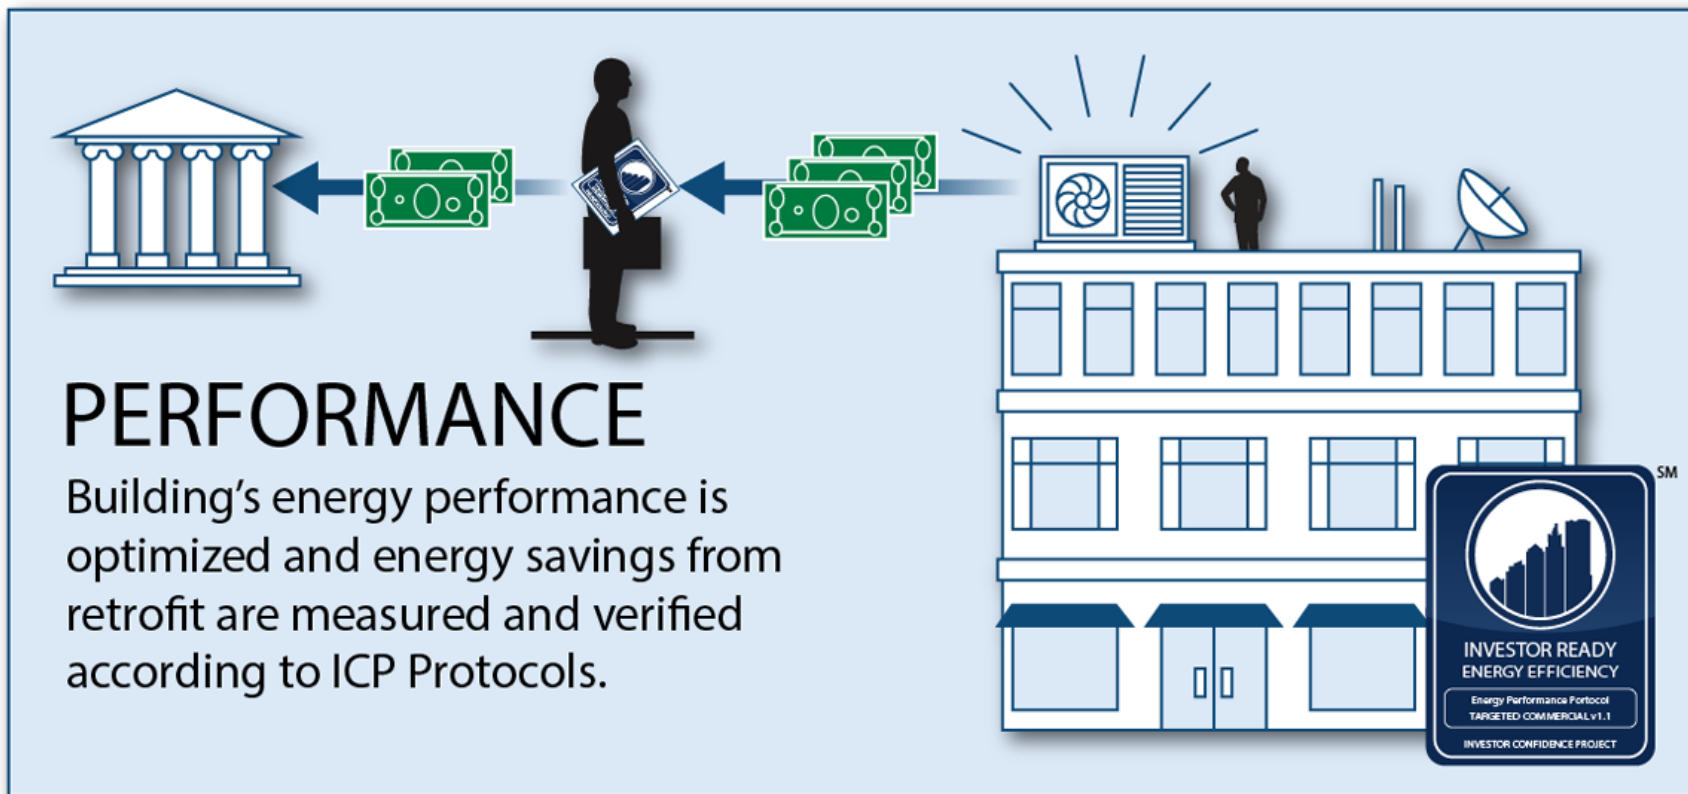 PERFORMANCE
Building's energy performance is
optimized and energy savings from
retrofit are measured and verified
according to ICP Protocols.
SM
INVESTOR READY
ENERGY EFFICIENCY
Energy Performance Portocol
TARGETED COMMERCIAL v1.1
INVESTOR CONFIDENCE PROJECT